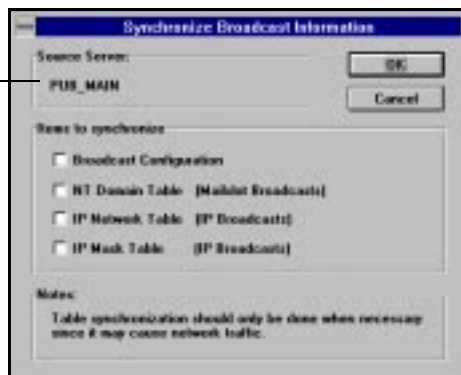 Synchronize Broadcast Information
Source Server:
PUB_MAIN
OK
Cancel
Items to synchronize
Broadcast Configuration
NT Domain Table (Mailslot Broadcasts)
IP Network Table (IP Broadcasts)
IP Mask Table (IP Broadcasts)
Notes:
Table synchronization should only be done when necessary
since it may cause network traffic.